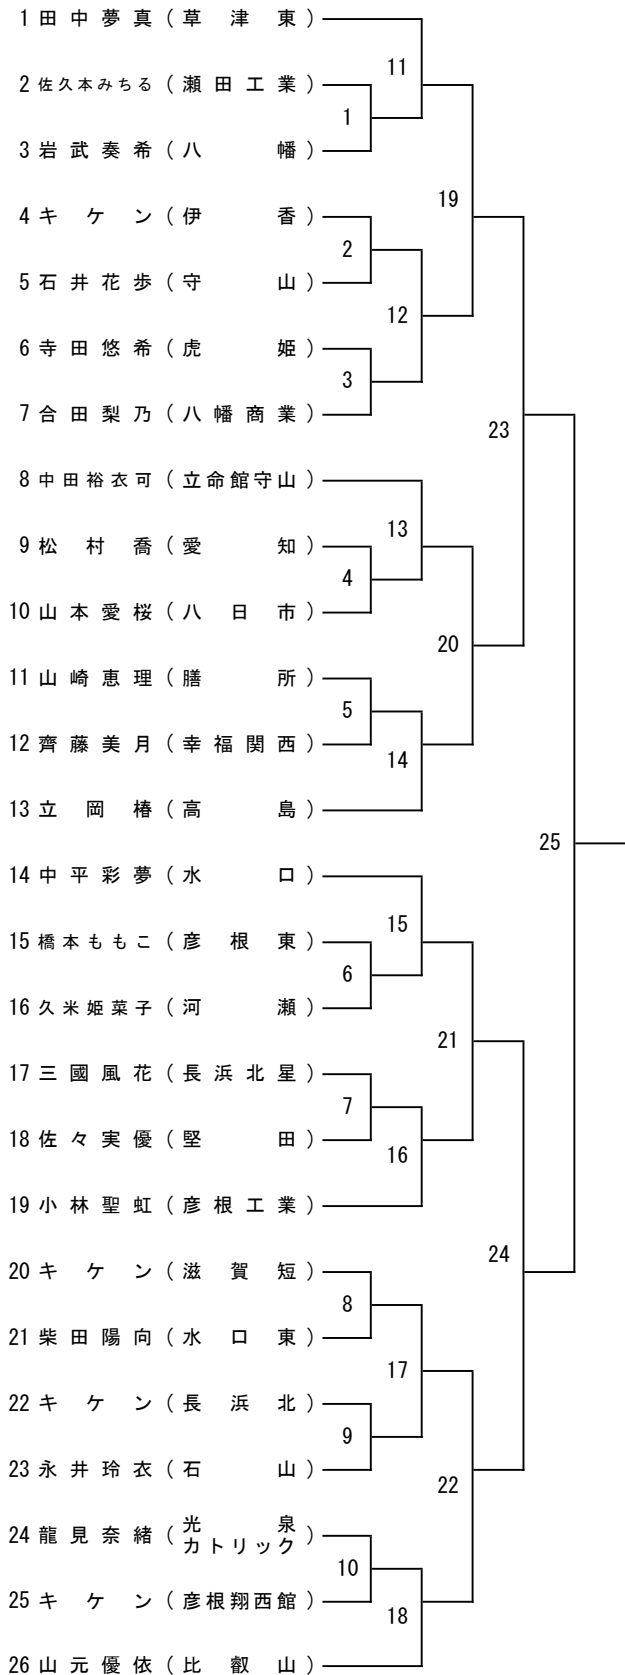 1 田中夢真（草津東）
11
2 佐久本みちる（瀬田工業）
1
3 岩武奏希（八幡）
19
4 キケン（伊香）
2
5 石井花歩（守山）
12
6 寺田悠希（虎姫）
3
7 合田梨乃（八幡商業）
23
8 中田裕衣可（立命館守山）
13
9 松村喬（愛知）
4
10 山本愛桜（八日市）
20
11 山崎恵理（膳所）
5
12 齊藤美月（幸福関西）
14
13 立岡椿（高島）
25
14 中平彩夢（水口）
15
15 橋本ももこ（彦根東）
6
16 久米姫菜子（河瀬）
21
17 三國風花（長浜北星）
7
18 佐々実優（堅田）
16
19 小林聖虹（彦根工業）
24
20 キケン（滋賀短）
8
21 柴田陽向（水口東）
17
22 キケン（長浜北）
9
23 永井玲衣（石山）
22
24 龍見奈緒（光泉
カトリック）
10
25 キケン（彦根翔西館）
18
26 山元優依（比叡山）